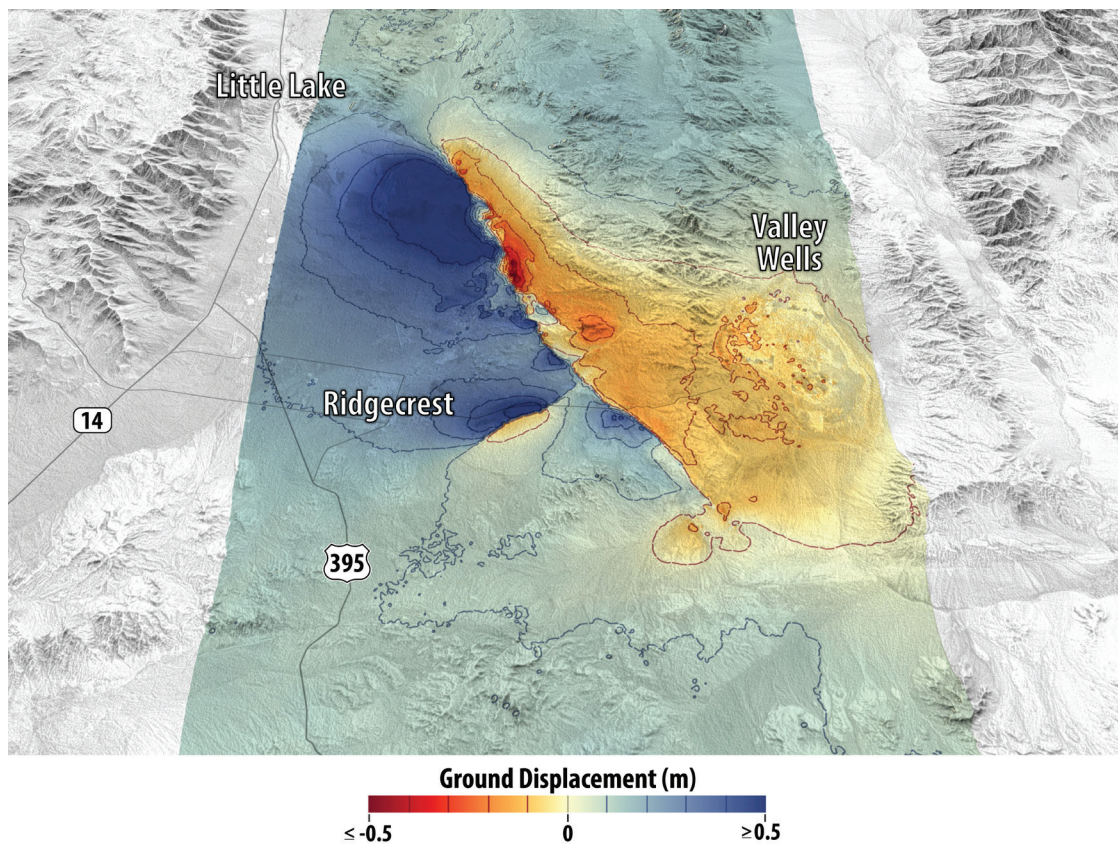 Little Lake
Valley
Wells
Ridgecrest
14
395
Ground Displacement (m)
≤ -0.5 0 ≥ 0.5